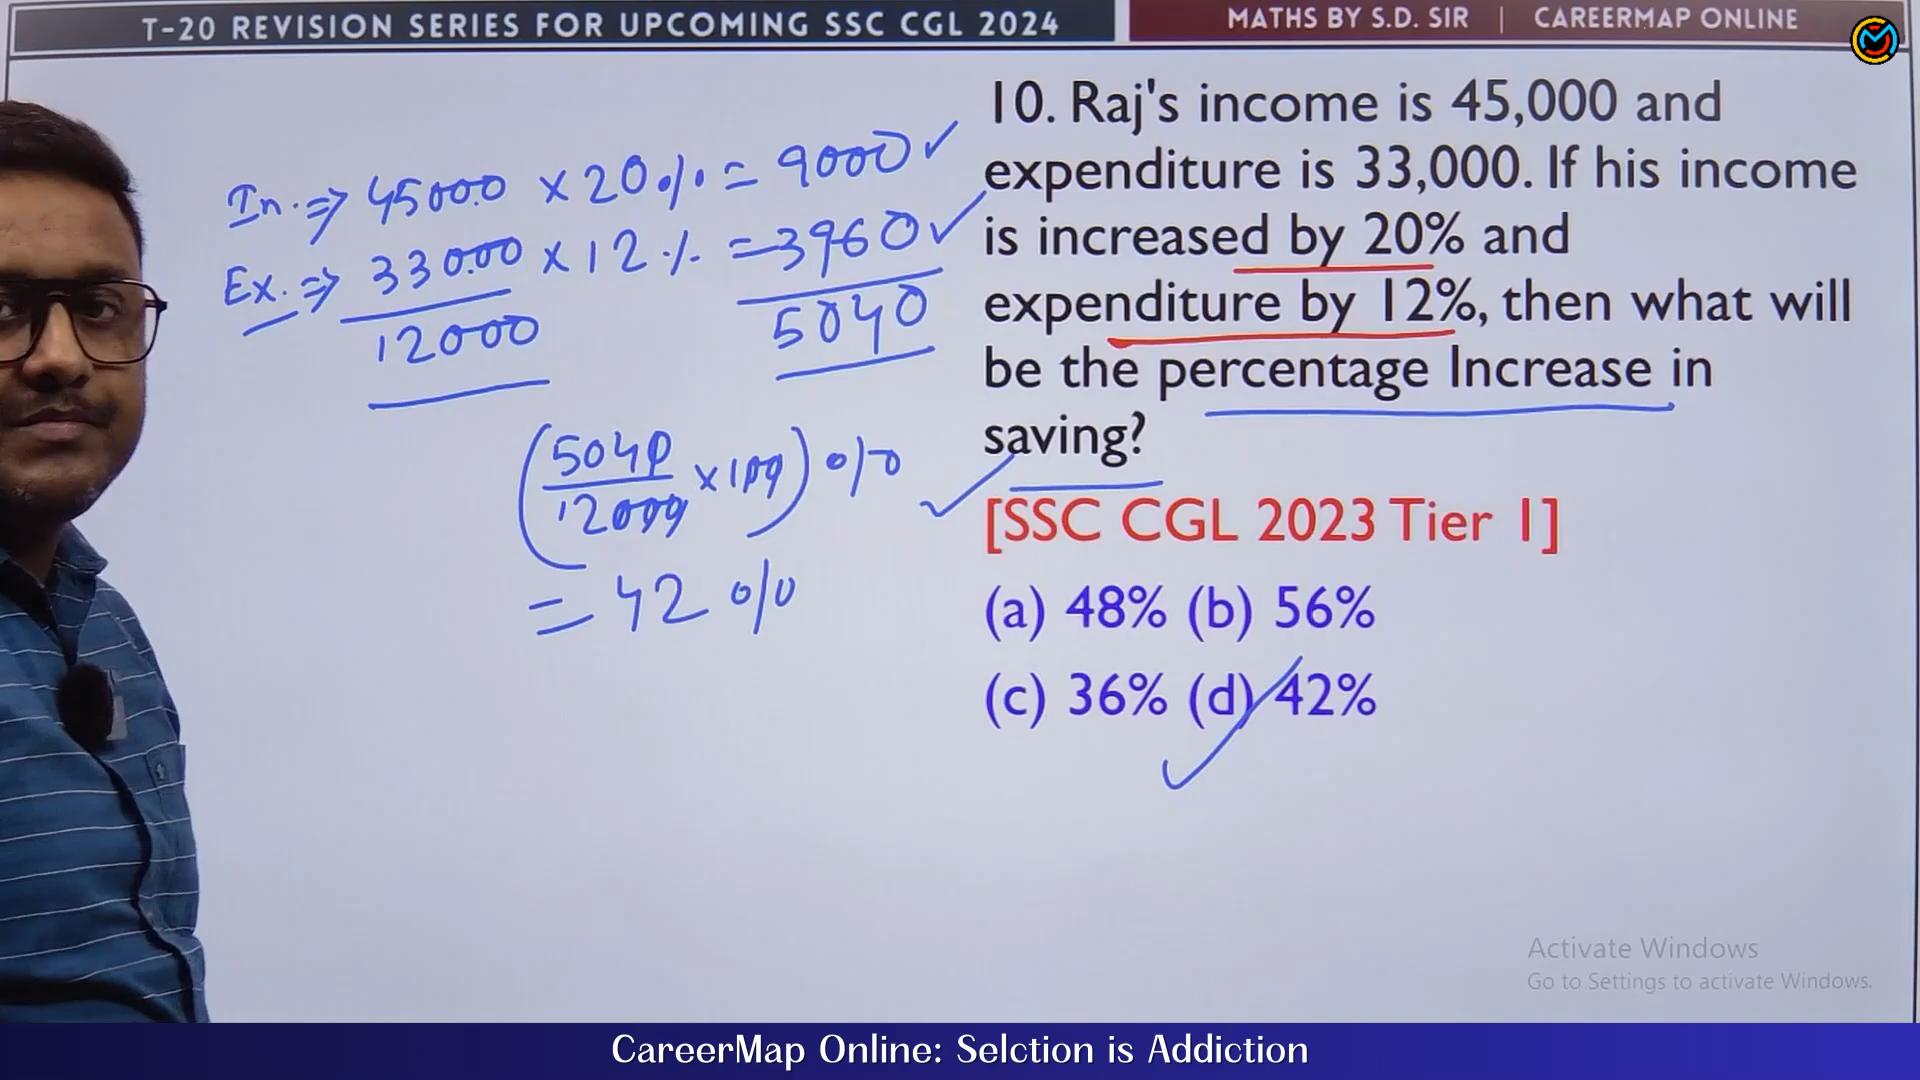 T-20 REVISION SERIES FOR UPCOMING SSC CGL 2024
MATHS BY S.D. SIR | CAREERMAP ONLINE
In. ⇒ 45000 × 20% = 9000 ✓
Ex. ⇒ 33000 × 12% = 3960 ✓
12000 5040
(5040/12000 × 100) %
= 42%
10. Raj's income is 45,000 and
expenditure is 33,000. If his income
is increased by 20% and
expenditure by 12%, then what will
be the percentage Increase in
saving?
[SSC CGL 2023 Tier 1]
(a) 48% (b) 56%
(c) 36% (d) 42%
Activate Windows
Go to Settings to activate Windows.
CareerMap Online: Selction is Addiction